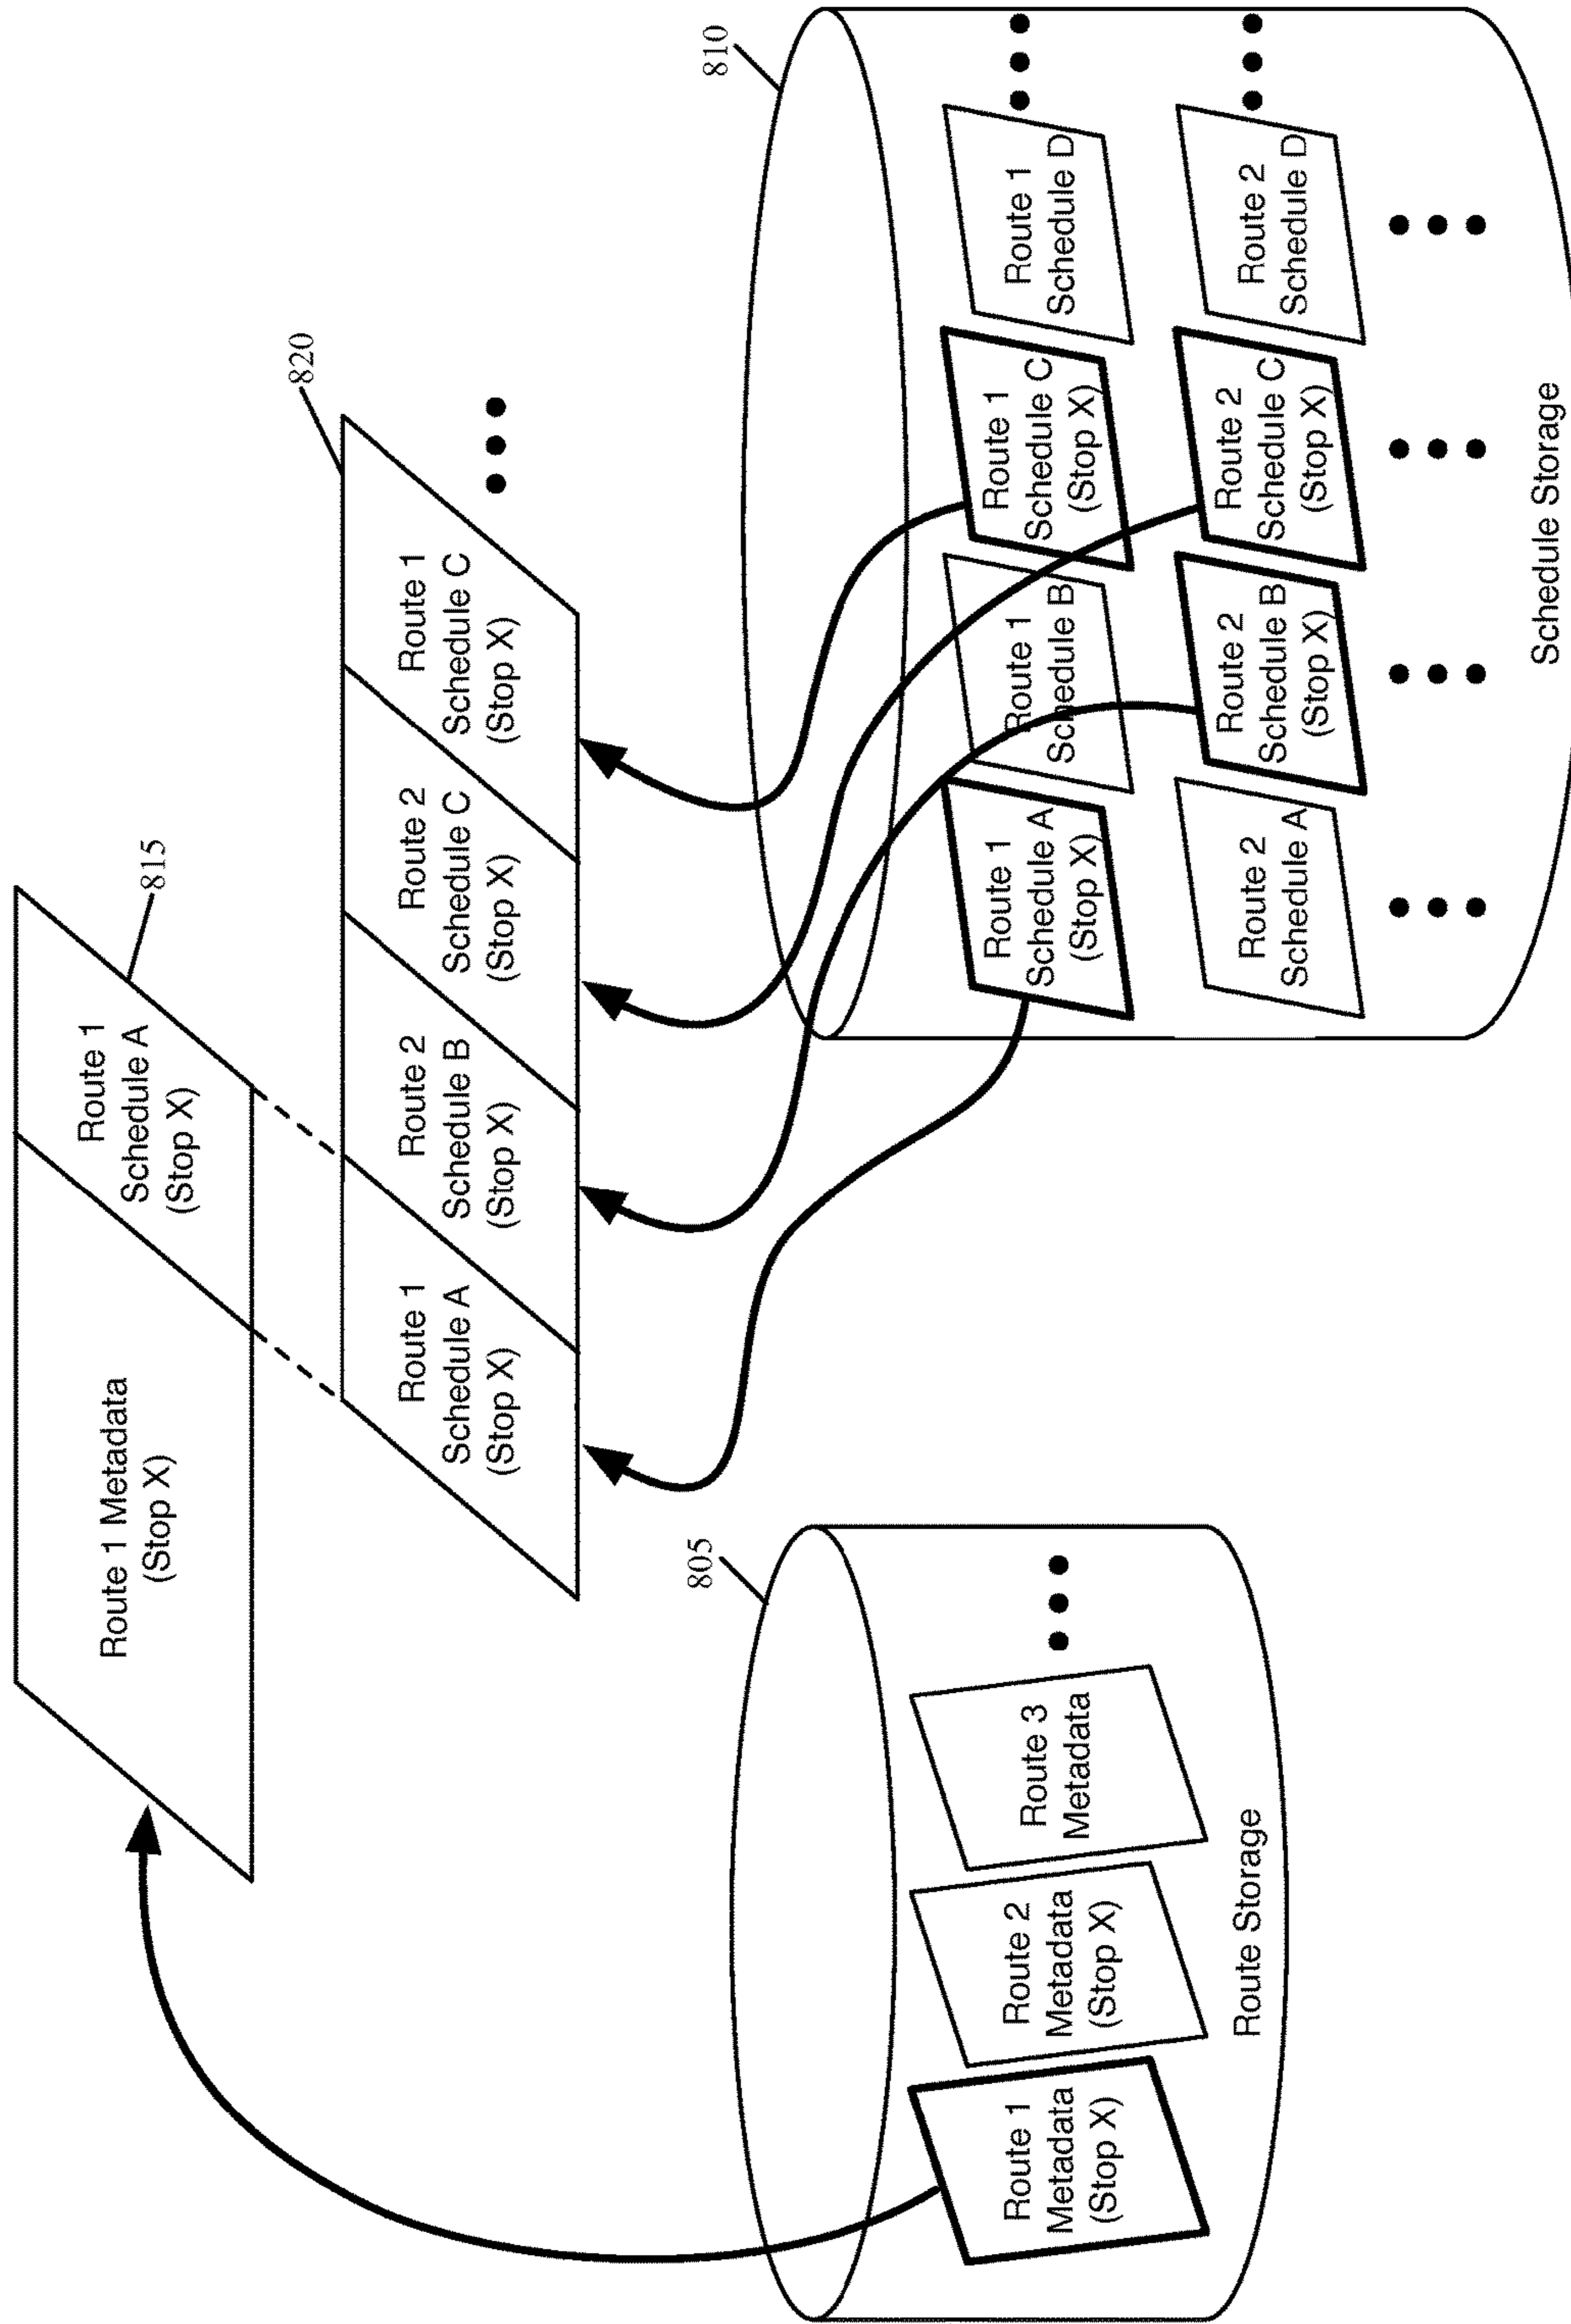 Route 1 Metadata
(Stop X)
Route 1
Schedule A
(Stop X)
815
820
Route 1
Schedule A
(Stop X)
Route 2
Schedule B
(Stop X)
Route 2
Schedule C
(Stop X)
Route 1
Schedule C
(Stop X)
805
Route 1
Metadata
(Stop X)
Route 2
Metadata
(Stop X)
Route 3
Metadata
Route Storage
810
Route 1
Schedule A
(Stop X)
Route 1
Schedule B
Route 1
Schedule C
(Stop X)
Route 1
Schedule D
Route 2
Schedule A
Route 2
Schedule B
(Stop X)
Route 2
Schedule C
(Stop X)
Route 2
Schedule D
Schedule Storage